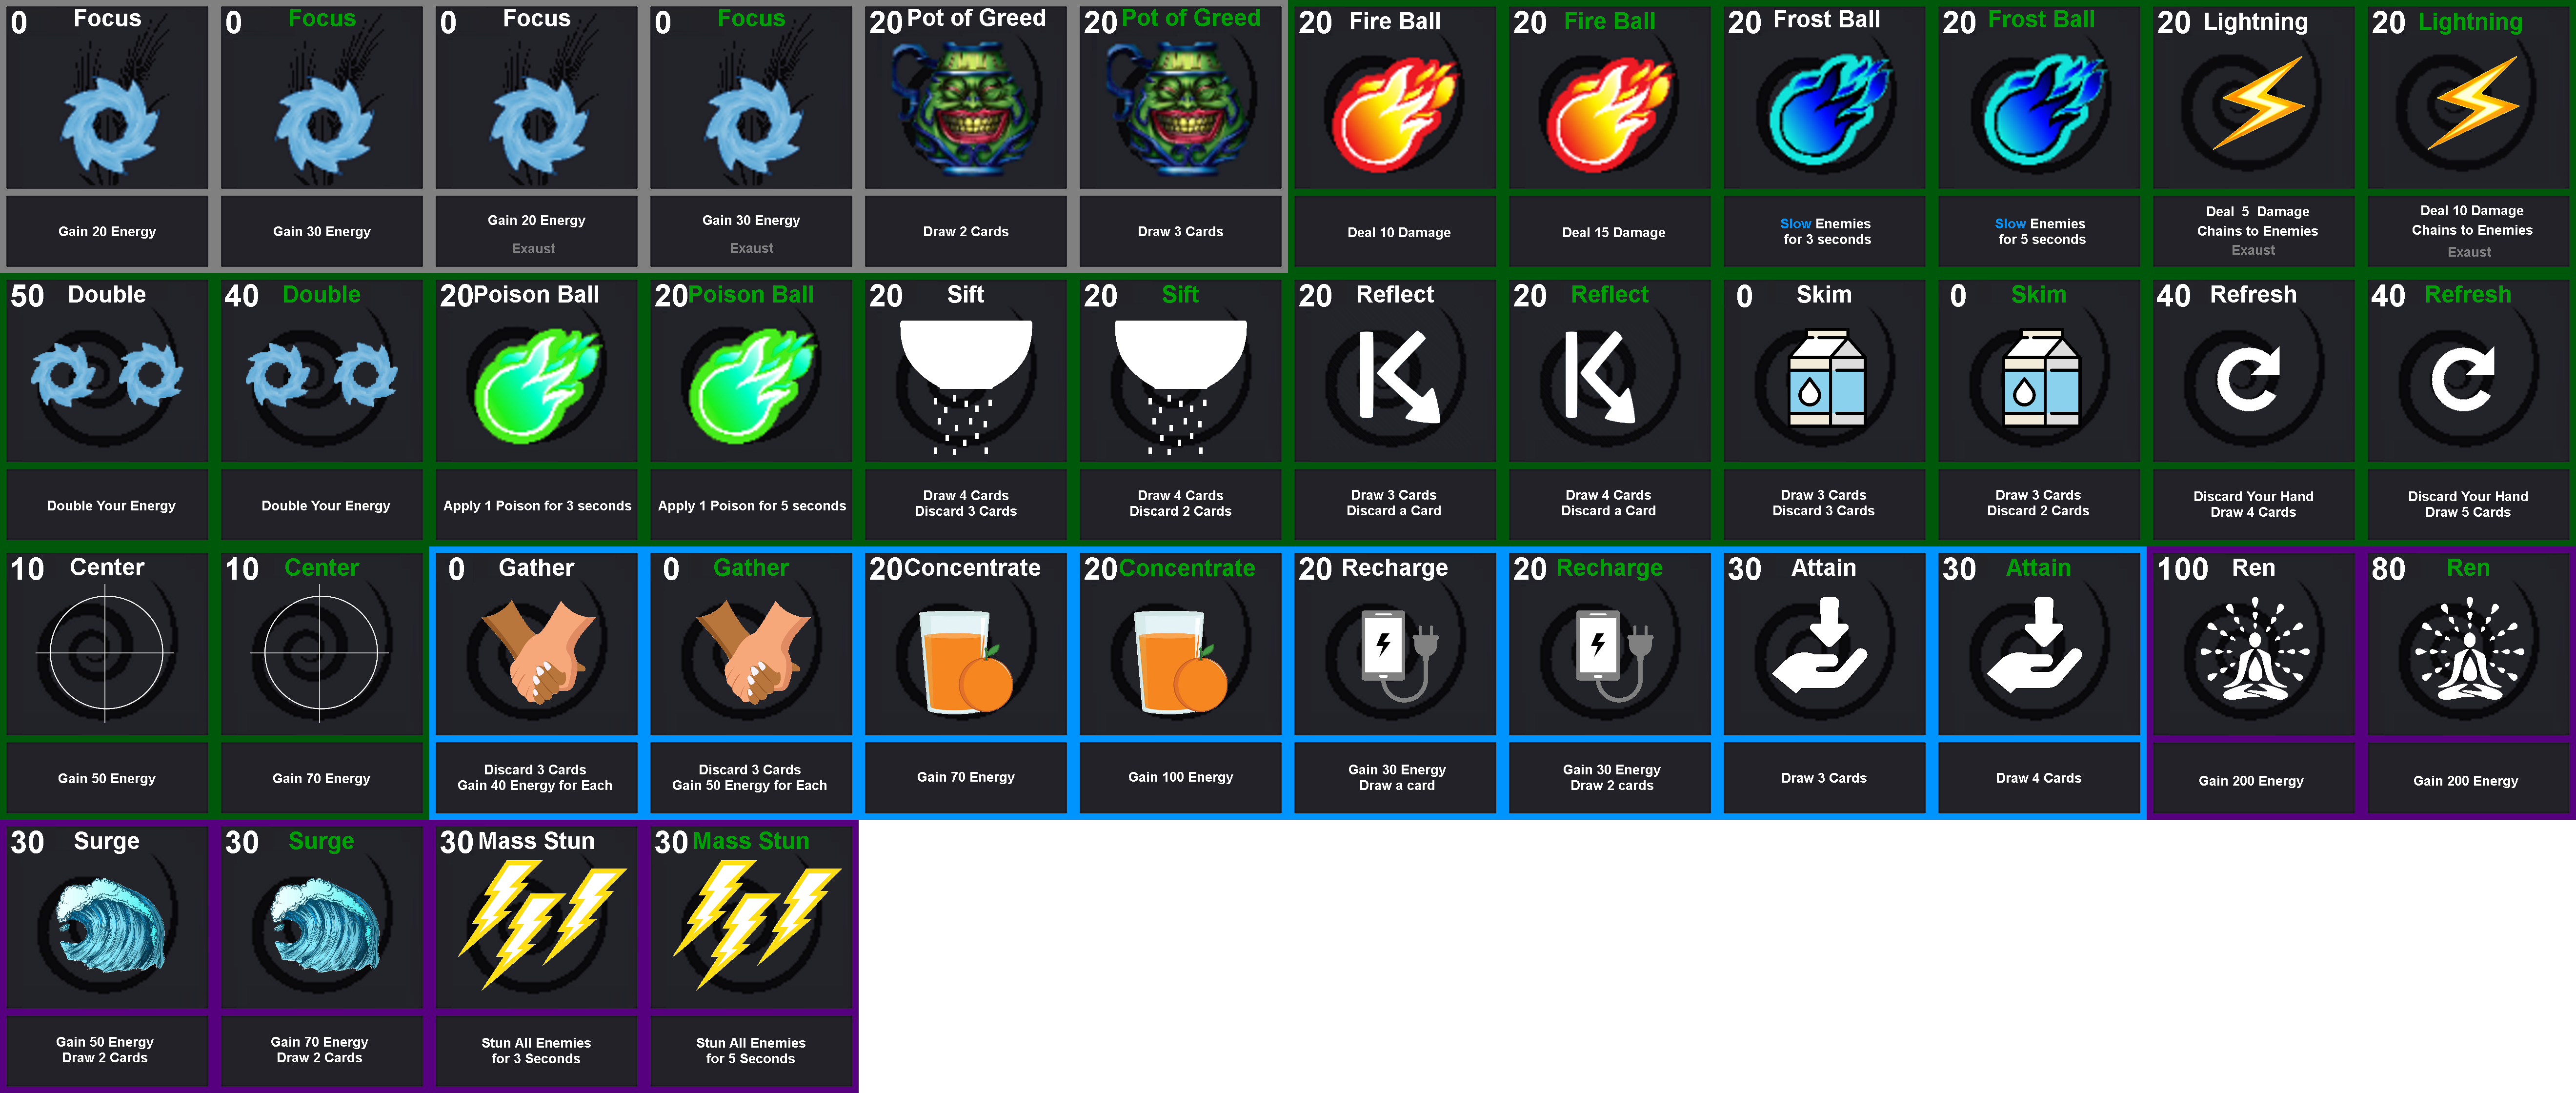 0 Focus
Gain 20 Energy
0 Focus
Gain 30 Energy
0 Focus
Gain 20 Energy
Exaust
0 Focus
Gain 30 Energy
Exaust
20 Pot of Greed
Draw 2 Cards
20 Pot of Greed
Draw 3 Cards
20 Fire Ball
Deal 10 Damage
20 Fire Ball
Deal 15 Damage
20 Frost Ball
Slow Enemies
for 3 seconds
20 Frost Ball
Slow Enemies
for 5 seconds
20 Lightning
Deal 5 Damage
Chains to Enemies
Exaust
20 Lightning
Deal 10 Damage
Chains to Enemies
Exaust
50 Double
Double Your Energy
40 Double
Double Your Energy
20 Poison Ball
Apply 1 Poison for 3 seconds
20 Poison Ball
Apply 1 Poison for 5 seconds
20 Sift
Draw 4 Cards
Discard 3 Cards
20 Sift
Draw 4 Cards
Discard 2 Cards
20 Reflect
Draw 3 Cards
Discard a Card
20 Reflect
Draw 4 Cards
Discard a Card
0 Skim
Draw 3 Cards
Discard 3 Cards
0 Skim
Draw 3 Cards
Discard 2 Cards
40 Refresh
Discard Your Hand
Draw 4 Cards
40 Refresh
Discard Your Hand
Draw 5 Cards
10 Center
Gain 50 Energy
10 Center
Gain 70 Energy
0 Gather
Discard 3 Cards
Gain 40 Energy for Each
0 Gather
Discard 3 Cards
Gain 50 Energy for Each
20 Concentrate
Gain 70 Energy
20 Concentrate
Gain 100 Energy
20 Recharge
Gain 30 Energy
Draw a card
20 Recharge
Gain 30 Energy
Draw 2 cards
30 Attain
Draw 3 Cards
30 Attain
Draw 4 Cards
100 Ren
Gain 200 Energy
80 Ren
Gain 200 Energy
30 Surge
Gain 50 Energy
Draw 2 Cards
30 Surge
Gain 70 Energy
Draw 2 Cards
30 Mass Stun
Stun All Enemies
for 3 Seconds
30 Mass Stun
Stun All Enemies
for 5 Seconds